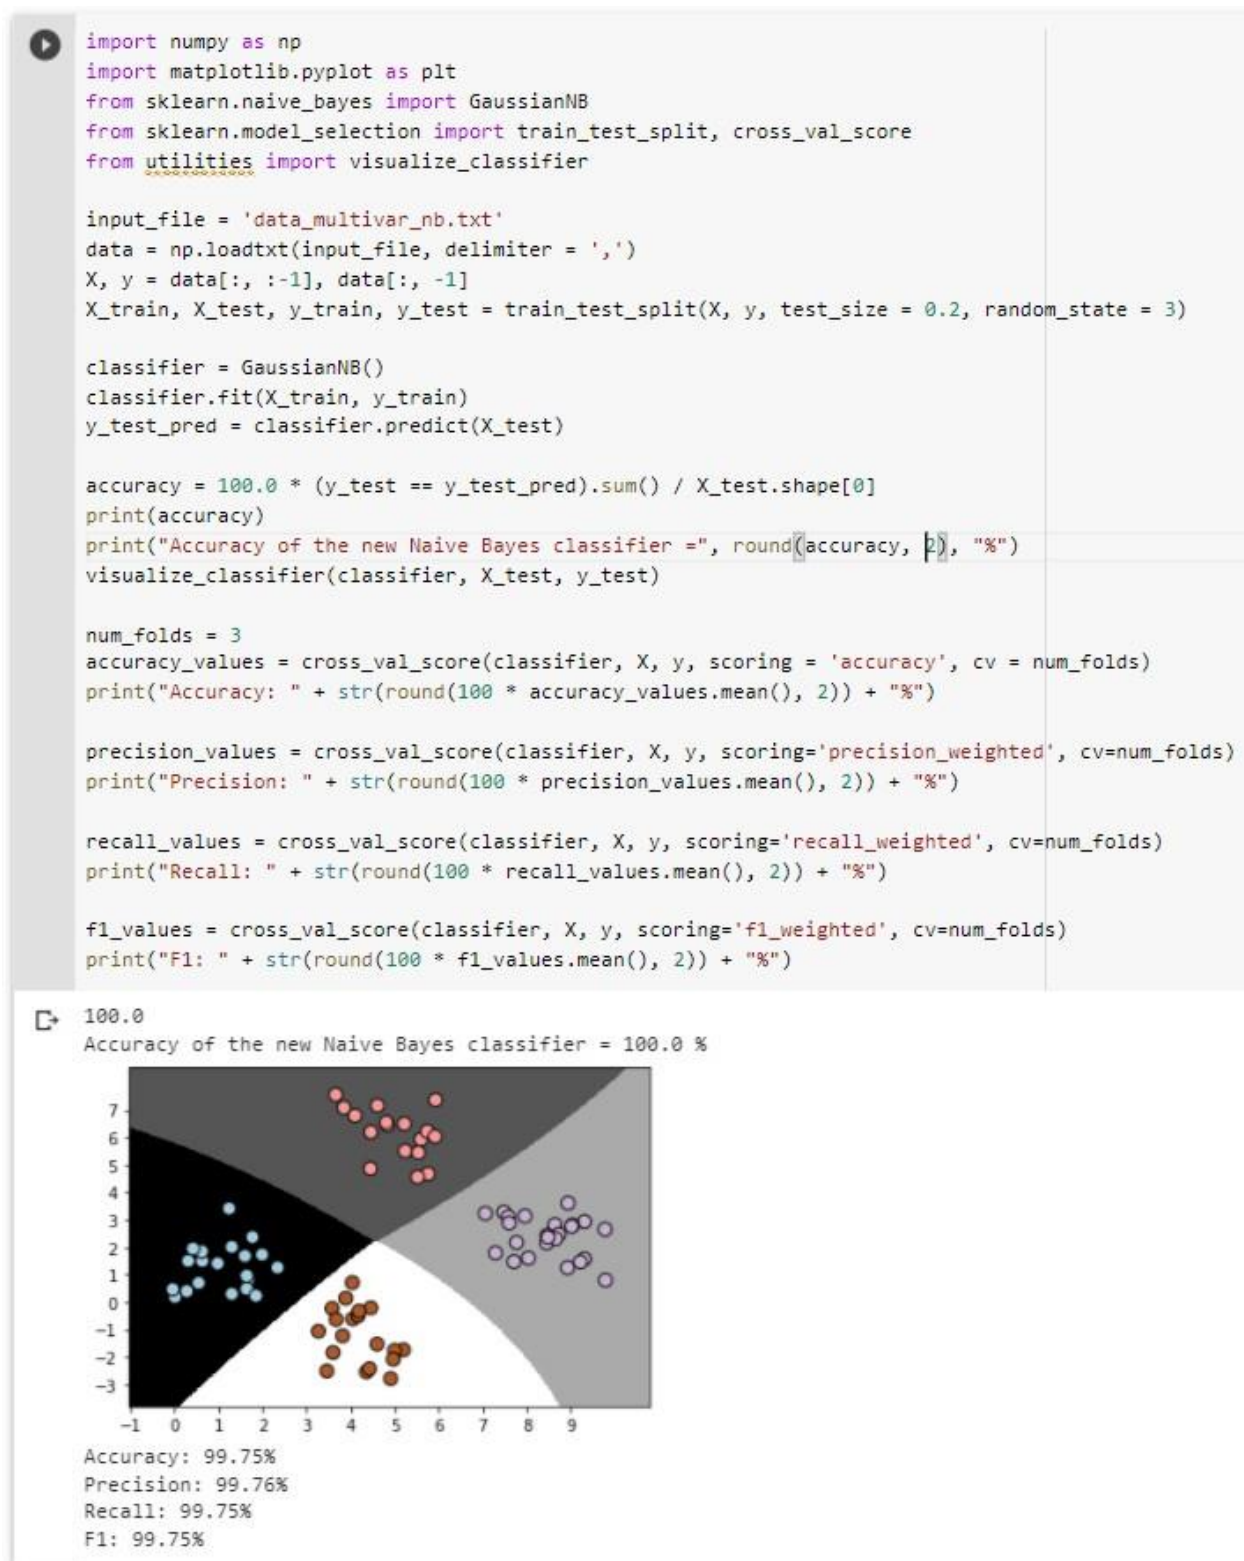 import numpy as np
import matplotlib.pyplot as plt
from sklearn.naive_bayes import GaussianNB
from sklearn.model_selection import train_test_split, cross_val_score
from utilities import visualize_classifier
input_file = 'data_multivar_nb.txt'
data = np.loadtxt(input_file, delimiter = ',')
X, y = data[:, :-1], data[:, -1]
X_train, X_test, y_train, y_test = train_test_split(X, y, test_size = 0.2, random_state = 3)
classifier = GaussianNB()
classifier.fit(X_train, y_train)
y_test_pred = classifier.predict(X_test)
accuracy = 100.0 * (y_test == y_test_pred).sum() / X_test.shape[0]
print(accuracy)
print("Accuracy of the new Naive Bayes classifier =", round(accuracy, 2), "%")
visualize_classifier(classifier, X_test, y_test)
num_folds = 3
accuracy_values = cross_val_score(classifier, X, y, scoring = 'accuracy', cv = num_folds)
print("Accuracy: " + str(round(100 * accuracy_values.mean(), 2)) + "%")
precision_values = cross_val_score(classifier, X, y, scoring='precision_weighted', cv=num_folds)
print("Precision: " + str(round(100 * precision_values.mean(), 2)) + "%")
recall_values = cross_val_score(classifier, X, y, scoring='recall_weighted', cv=num_folds)
print("Recall: " + str(round(100 * recall_values.mean(), 2)) + "%")
f1_values = cross_val_score(classifier, X, y, scoring='f1_weighted', cv=num_folds)
print("F1: " + str(round(100 * f1_values.mean(), 2)) + "%")
100.0
Accuracy of the new Naive Bayes classifier = 100.0 %
7
6
5
4
3
2
1
0
−1
−2
−3
−1 0 1 2 3 4 5 6 7 8 9
Accuracy: 99.75%
Precision: 99.76%
Recall: 99.75%
F1: 99.75%